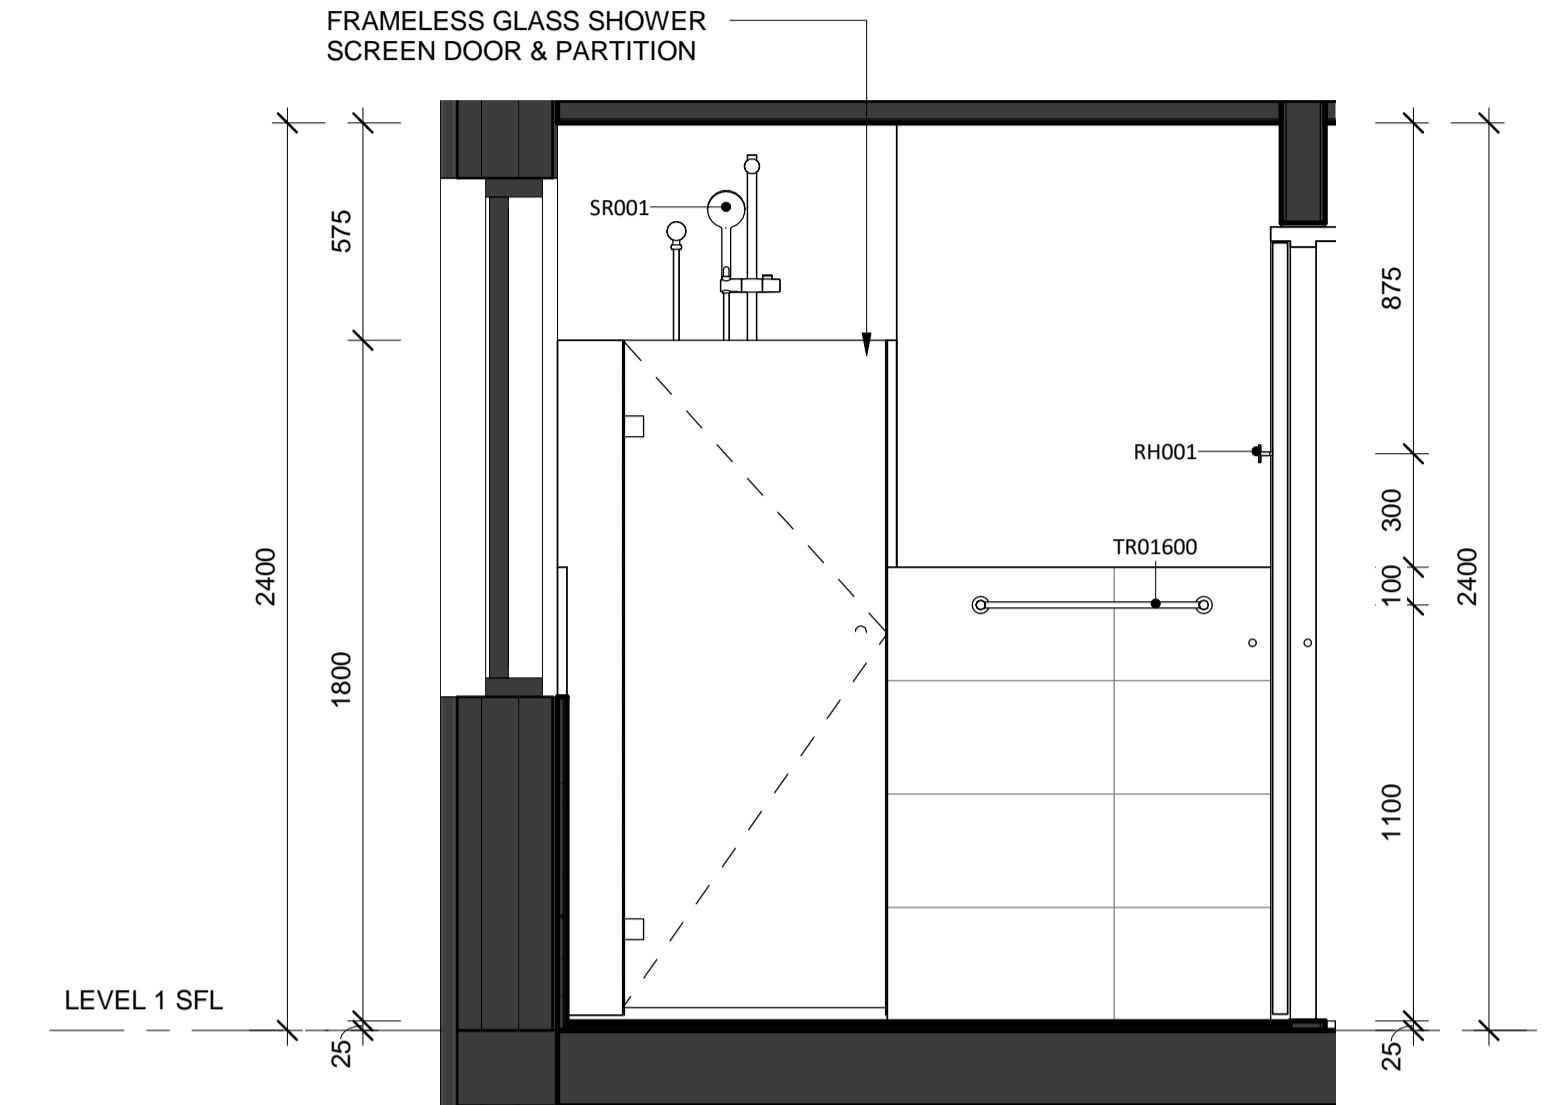 FRAMELESS GLASS SHOWER
SCREEN DOOR & PARTITION
SR001
575
875
RH001
300
TR01600
2400
100
2400
1800
1100
LEVEL 1 SFL
25
25